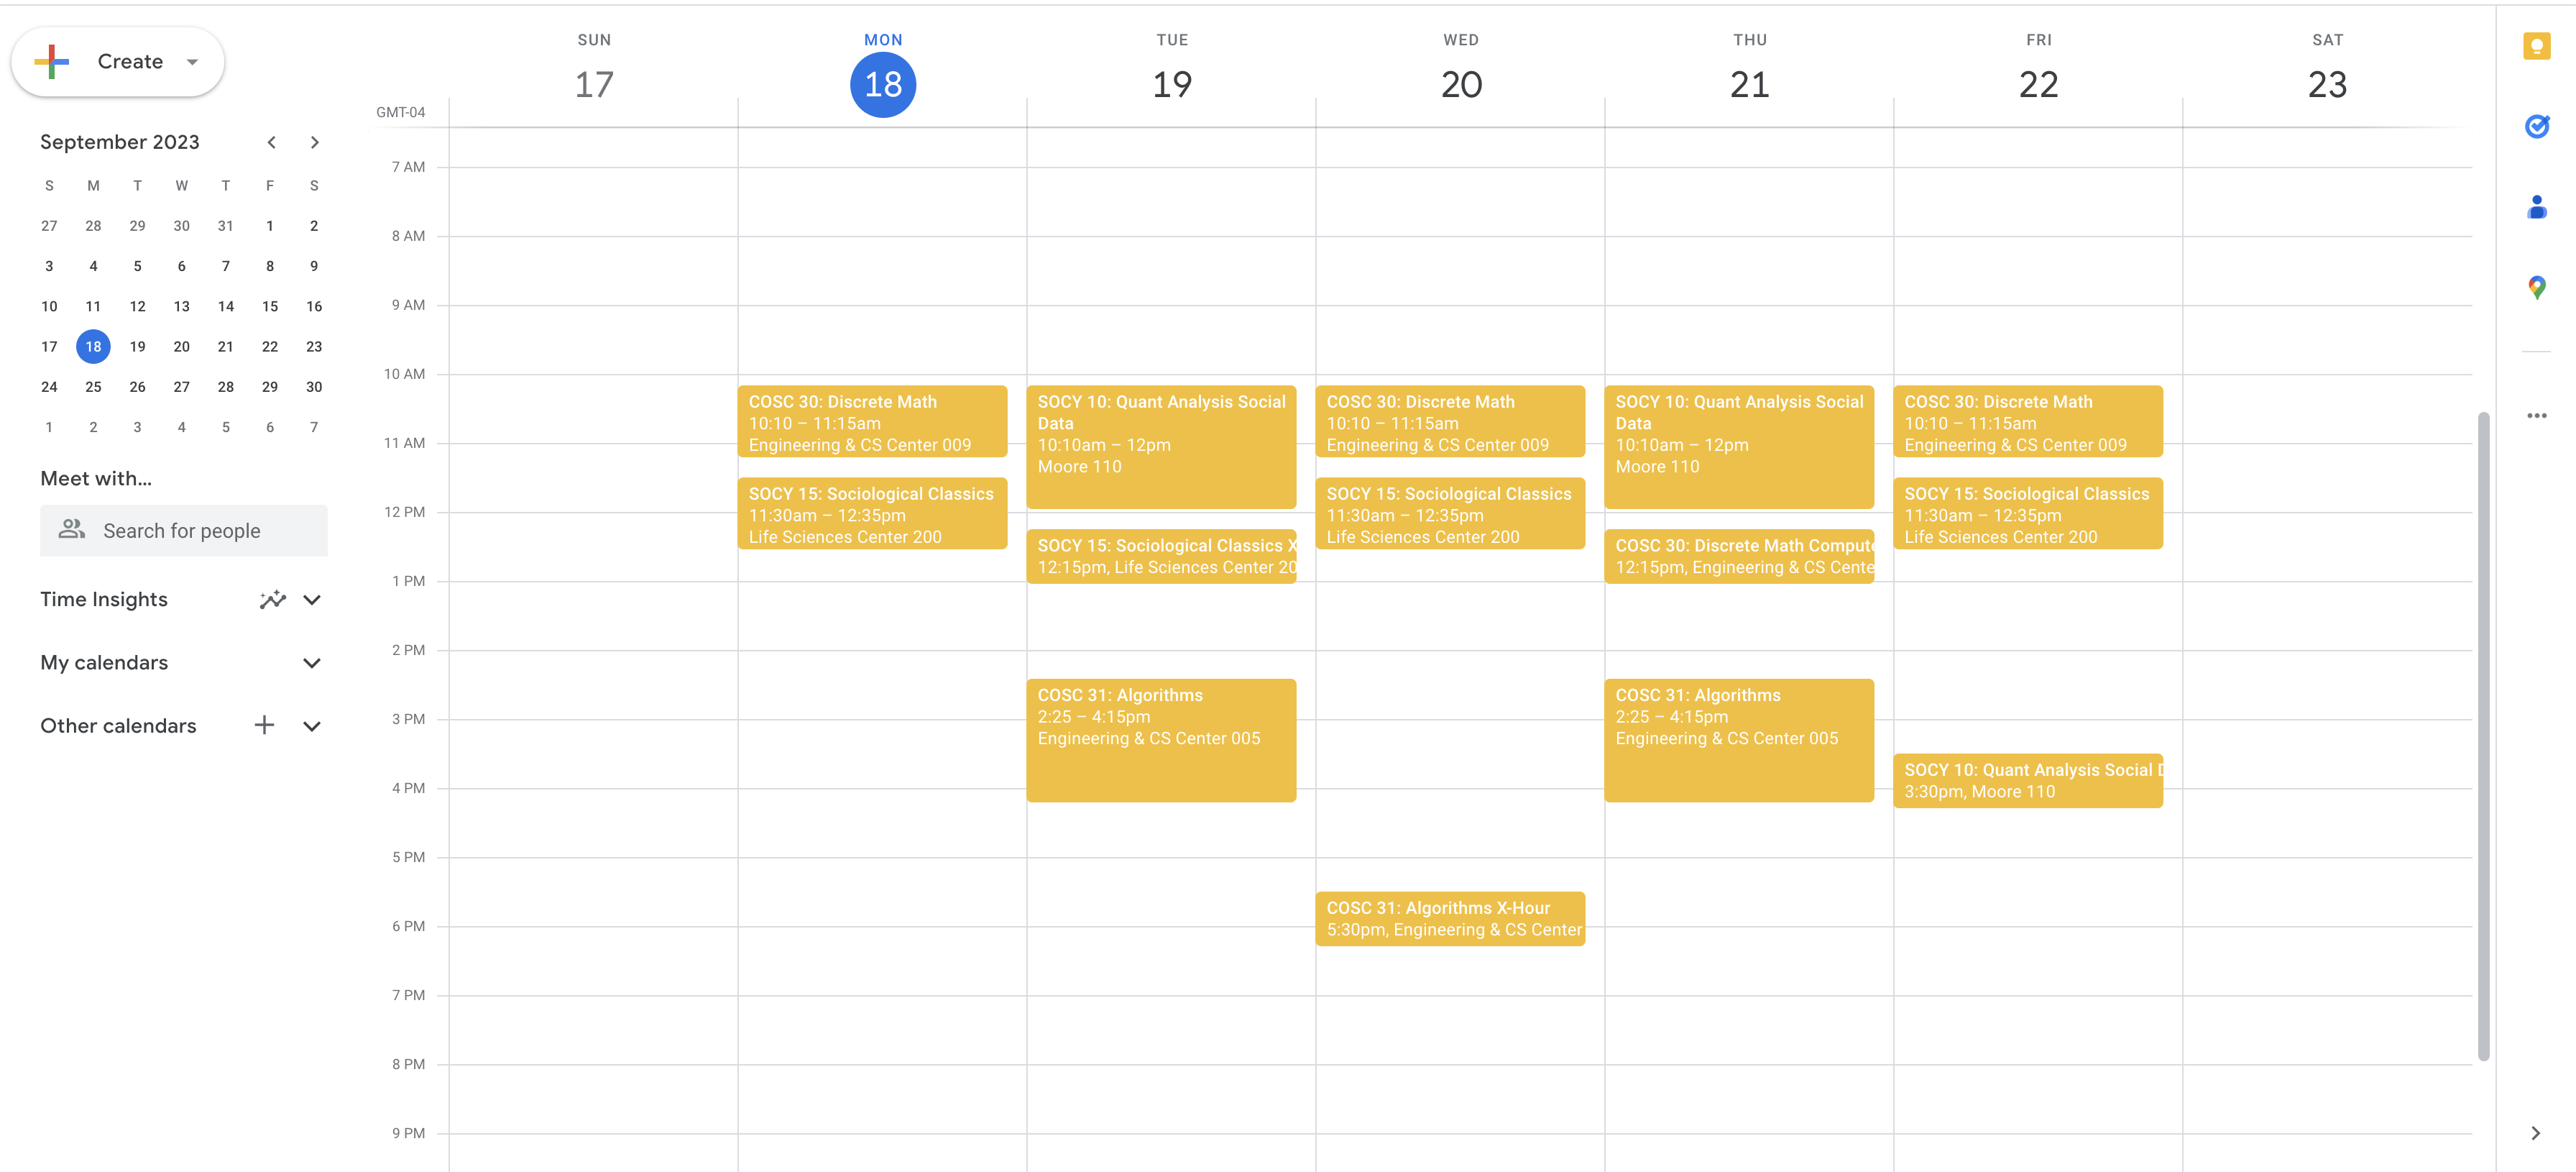 Create
September 2023
S M T W T F S
27 28 29 30 31 1 2
3 4 5 6 7 8 9
10 11 12 13 14 15 16
17 18 19 20 21 22 23
24 25 26 27 28 29 30
1 2 3 4 5 6 7
Meet with...
Search for people
Time Insights
My calendars
Other calendars
SUN MON TUE WED THU FRI SAT
17 18 19 20 21 22 23
GMT-04
7 AM
8 AM
9 AM
10 AM
11 AM
12 PM
1 PM
2 PM
3 PM
4 PM
5 PM
6 PM
7 PM
8 PM
9 PM
COSC 30: Discrete Math
10:10 – 11:15am
Engineering & CS Center 009
SOCY 15: Sociological Classics
11:30am – 12:35pm
Life Sciences Center 200
SOCY 10: Quant Analysis Social
Data
10:10am – 12pm
Moore 110
SOCY 15: Sociological Classics X
12:15pm, Life Sciences Center 20
COSC 31: Algorithms
2:25 – 4:15pm
Engineering & CS Center 005
COSC 30: Discrete Math
10:10 – 11:15am
Engineering & CS Center 009
SOCY 15: Sociological Classics
11:30am – 12:35pm
Life Sciences Center 200
COSC 31: Algorithms X-Hour
5:30pm, Engineering & CS Center
SOCY 10: Quant Analysis Social
Data
10:10am – 12pm
Moore 110
COSC 30: Discrete Math Compute
12:15pm, Engineering & CS Cente
COSC 31: Algorithms
2:25 – 4:15pm
Engineering & CS Center 005
COSC 30: Discrete Math
10:10 – 11:15am
Engineering & CS Center 009
SOCY 15: Sociological Classics
11:30am – 12:35pm
Life Sciences Center 200
SOCY 10: Quant Analysis Social D
3:30pm, Moore 110